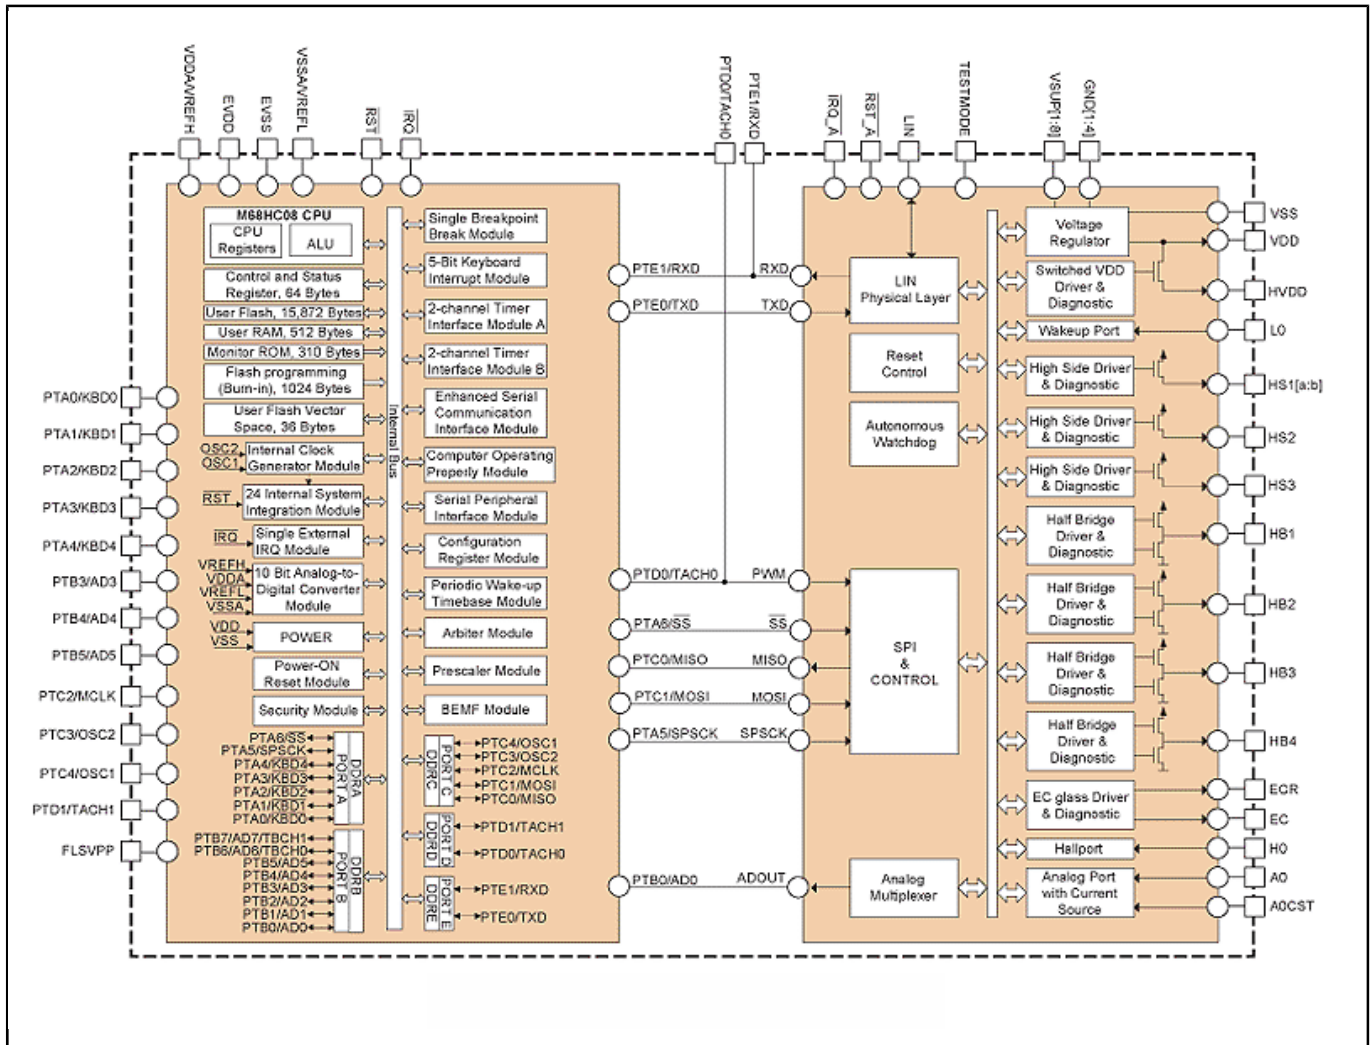 VDDA/VREFH
EVDD
EVSS
VSSA/VREFL
RST
IRQ
PTD0/TACH0
PTE1/RXD
IRQ_A
RST_A
LIN
TESTMODE
VSUP[1:8]
GND[1:4]
PTA0/KBD0
PTA1/KBD1
PTA2/KBD2
PTA3/KBD3
PTA4/KBD4
PTB3/AD3
PTB4/AD4
PTB5/AD5
PTC2/MCLK
PTC3/OSC2
PTC4/OSC1
PTD1/TACH1
FLSVPP
M68HC08 CPU
CPU
Registers
ALU
Control and Status
Register, 64 Bytes
User Flash, 15,872 Bytes
User RAM, 512 Bytes
Monitor ROM, 310 Bytes
Flash programming
(Burn-in), 1024 Bytes
User Flash Vector
Space, 36 Bytes
OSC2
OSC1
Internal Clock
Generator Module
RST
24 Internal System
Integration Module
IRQ
Single External
IRQ Module
VREFH
VDDA
VREFL
VSSA
10 Bit Analog-to-
Digital Converter
Module
VDD
VSS
POWER
Power-ON
Reset Module
Security Module
PTA6/SS
PTA5/SPSCK
PTA4/KBD4
PTA3/KBD3
PTA2/KBD2
PTA1/KBD1
PTA0/KBD0
PORT A
DDRA
PTB7/AD7/TBCH1
PTB6/AD6/TBCH0
PTB5/AD5
PTB4/AD4
PTB3/AD3
PTB2/AD2
PTB1/AD1
PTB0/AD0
PORT B
DDRB
Internal Bus
Single Breakpoint
Break Module
5-Bit Keyboard
Interrupt Module
2-channel Timer
Interface Module A
2-channel Timer
Interface Module B
Enhanced Serial
Communication
Interface Module
Computer Operating
Properly Module
Serial Peripheral
Interface Module
Configuration
Register Module
Periodic Wake-up
Timebase Module
Arbiter Module
Prescaler Module
BEMF Module
DDRC
PORT C
PTC4/OSC1
PTC3/OSC2
PTC2/MCLK
PTC1/MOSI
PTC0/MISO
DDRD
PORT D
PTD1/TACH1
PTD0/TACH0
DDRE
PORT E
PTE1/RXD
PTE0/TXD
PTE1/RXD RXD
PTE0/TXD TXD
PTD0/TACH0 PWM
PTA6/SS SS
PTC0/MISO MISO
PTC1/MOSI MOSI
PTA5/SPSCK SPSCK
PTB0/AD0 ADOUT
LIN
Physical Layer
Reset
Control
Autonomous
Watchdog
SPI
&
CONTROL
Analog
Multiplexer
Voltage
Regulator
Switched VDD
Driver &
Diagnostic
Wakeup Port
High Side Driver
& Diagnostic
High Side Driver
& Diagnostic
High Side Driver
& Diagnostic
Half Bridge
Driver &
Diagnostic
Half Bridge
Driver &
Diagnostic
Half Bridge
Driver &
Diagnostic
Half Bridge
Driver &
Diagnostic
EC glass Driver
& Diagnostic
Hallport
Analog Port
with Current
Source
VSS
VDD
HVDD
L0
HS1[a:b]
HS2
HS3
HB1
HB2
HB3
HB4
ECR
EC
H0
A0
A0CST